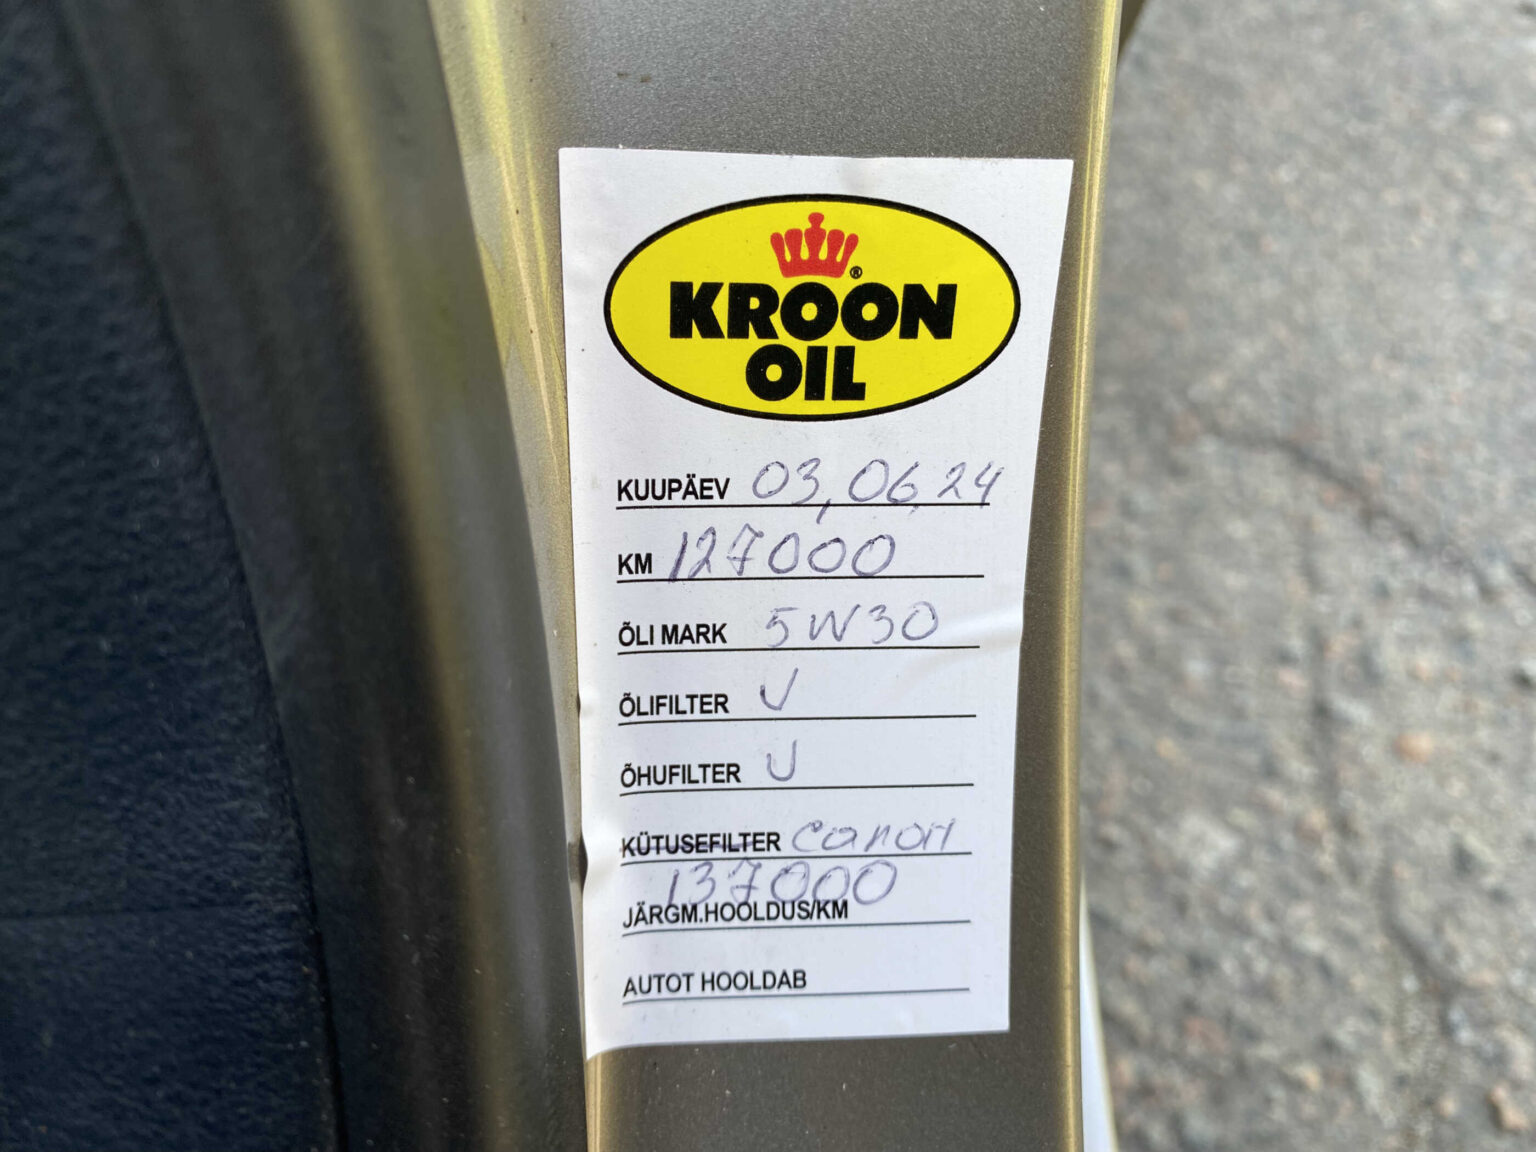 KROON
OIL
KUUPÄEV 03,06.24
KM 127000
ÕLI MARK 5W30
ÕLIFILTER V
ÕHUFILTER V
KÜTUSEFILTER салон
137000
JÄRGM.HOOLDUS/KM
AUTOT HOOLDAB